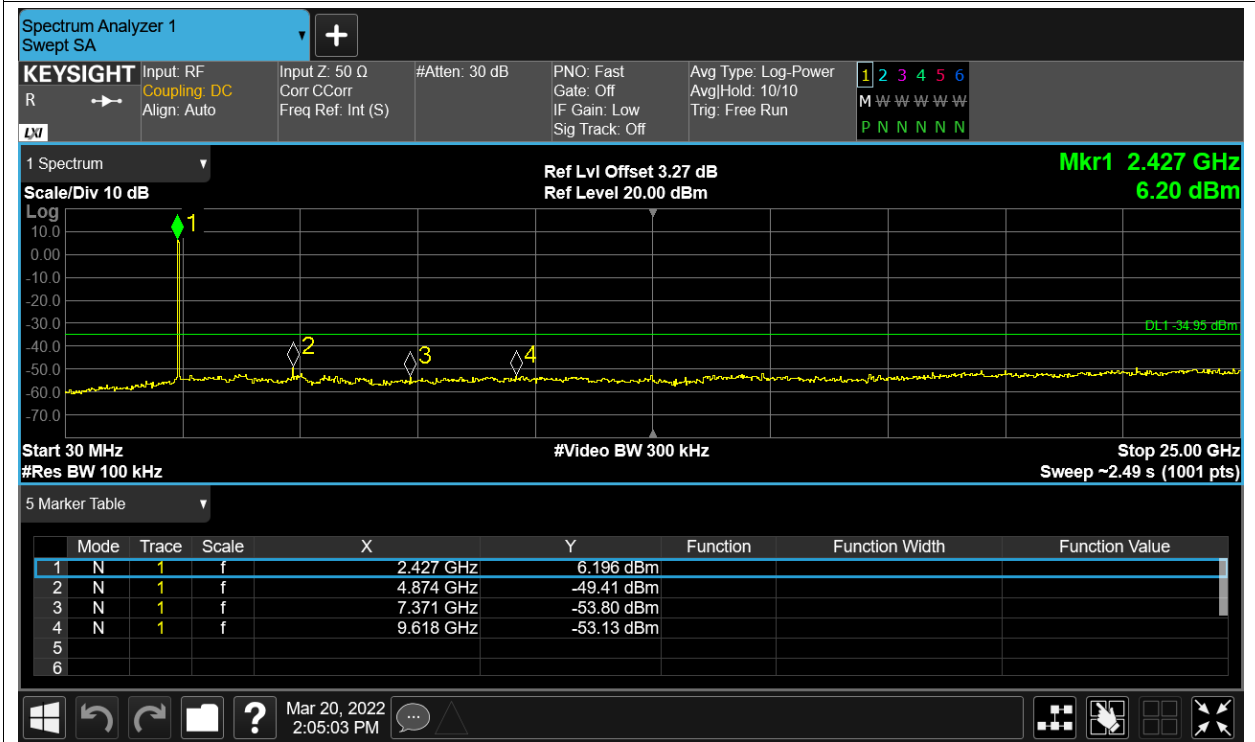 Spectrum Analyzer 1
Swept SA
KEYSIGHT
R
LXI
Input: RF
Coupling: DC
Align: Auto
Input Z: 50 Ω
Corr CCorr
Freq Ref: Int (S)
#Atten: 30 dB
PNO: Fast
Gate: Off
IF Gain: Low
Sig Track: Off
Avg Type: Log-Power
Avg|Hold: 10/10
Trig: Free Run
1 2 3 4 5 6
M W W W W W
P N N N N N
1 Spectrum
Scale/Div 10 dB
Ref Lvl Offset 3.27 dB
Ref Level 20.00 dBm
Mkr1 2.427 GHz
6.20 dBm
Log
10.0
0.00
-10.0
-20.0
-30.0
-40.0
-50.0
-60.0
-70.0
1
2
3
4
DL1 -34.95 dBm
Start 30 MHz
#Res BW 100 kHz
#Video BW 300 kHz
Stop 25.00 GHz
Sweep ~2.49 s (1001 pts)
5 Marker Table
Mode Trace Scale X Y Function Function Width Function Value
1 N 1 f 2.427 GHz 6.196 dBm
2 N 1 f 4.874 GHz -49.41 dBm
3 N 1 f 7.371 GHz -53.80 dBm
4 N 1 f 9.618 GHz -53.13 dBm
5
6
?
Mar 20, 2022
2:05:03 PM